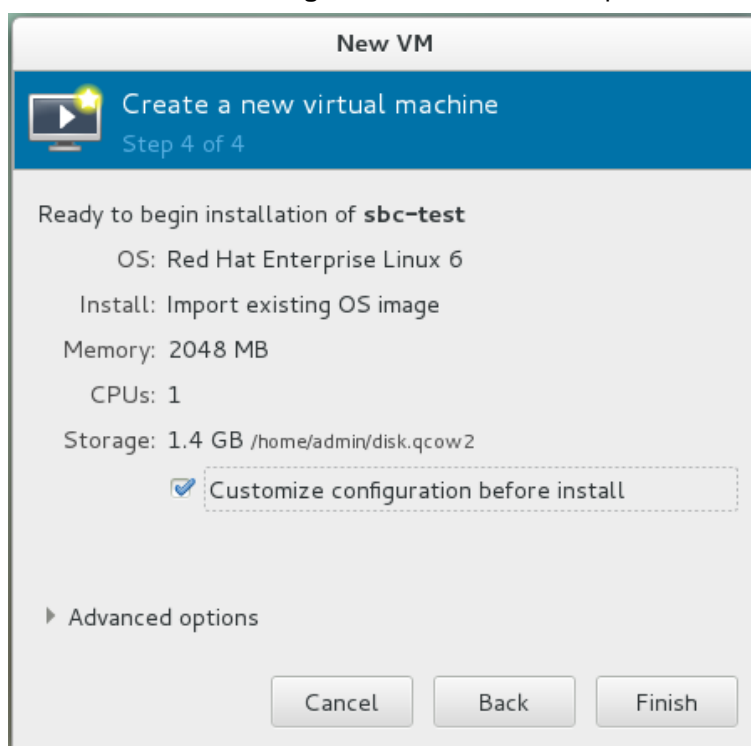 New VM
Create a new virtual machine
Step 4 of 4
Ready to begin installation of sbc-test
OS: Red Hat Enterprise Linux 6
Install: Import existing OS image
Memory: 2048 MB
CPUs: 1
Storage: 1.4 GB /home/admin/disk.qcow2
Customize configuration before install
Advanced options
Cancel Back Finish